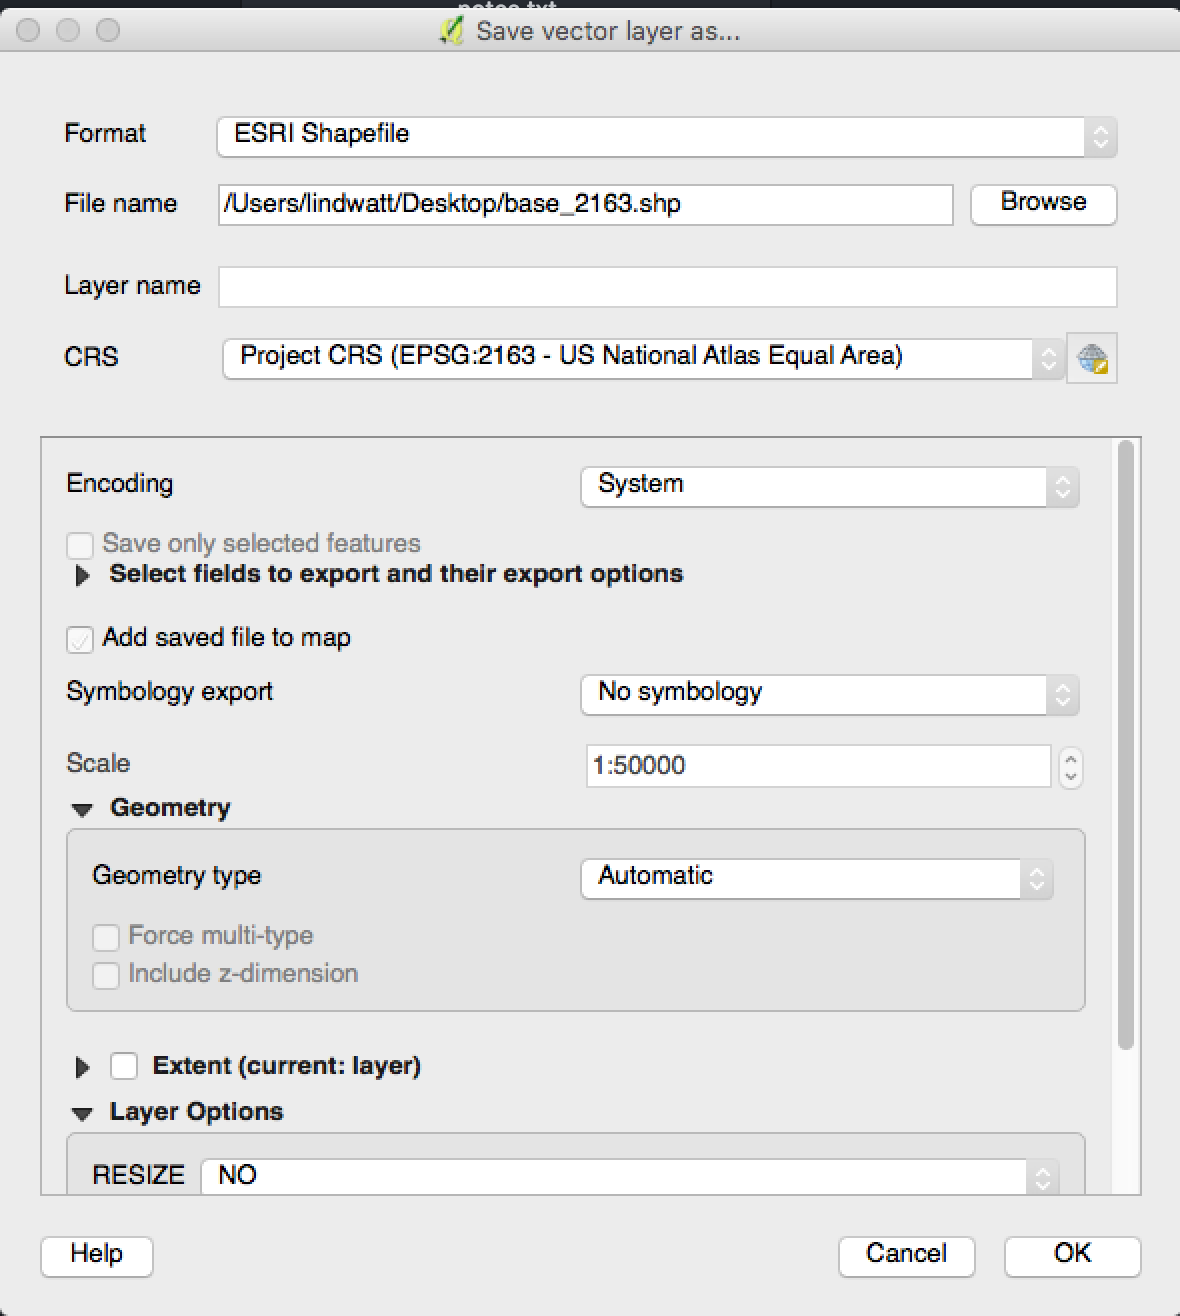 notes.txt
Save vector layer as...
Format ESRI Shapefile
File name /Users/lindwatt/Desktop/base_2163.shp Browse
Layer name
CRS Project CRS (EPSG:2163 - US National Atlas Equal Area)
Encoding System
Save only selected features
Select fields to export and their export options
Add saved file to map
Symbology export No symbology
Scale 1:50000
Geometry
Geometry type Automatic
Force multi-type
Include z-dimension
Extent (current: layer)
Layer Options
RESIZE NO
Help Cancel OK